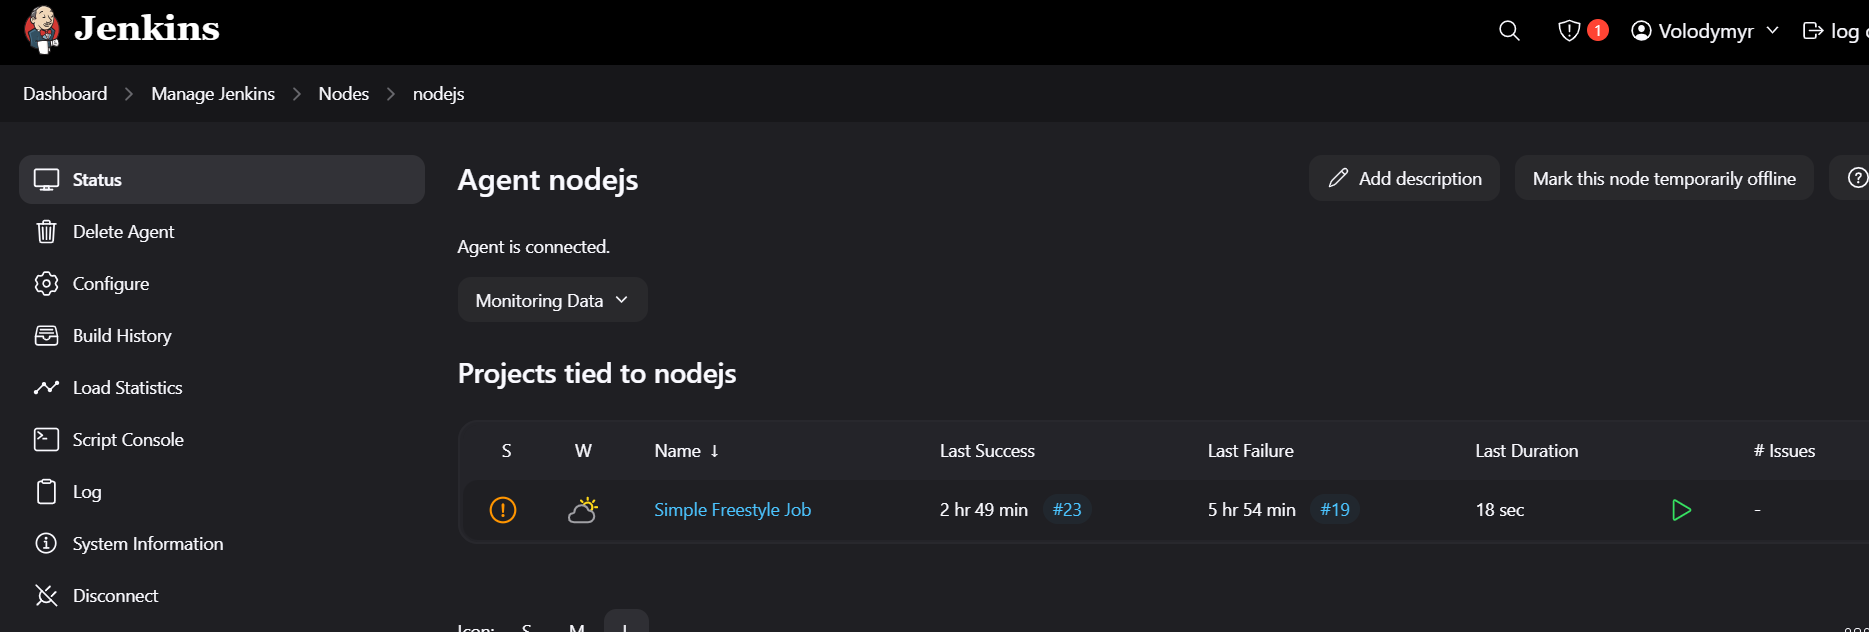 Jenkins
1
Volodymyr
log
Dashboard
Manage Jenkins
Nodes
nodejs
Status
Delete Agent
Configure
Build History
Load Statistics
Script Console
Log
System Information
Disconnect
Agent nodejs
Add description
Mark this node temporarily offline
Agent is connected.
Monitoring Data
Projects tied to nodejs
S W Name ↓ Last Success Last Failure Last Duration # Issues
Simple Freestyle Job 2 hr 49 min #23 5 hr 54 min #19 18 sec -
Icon: S M L